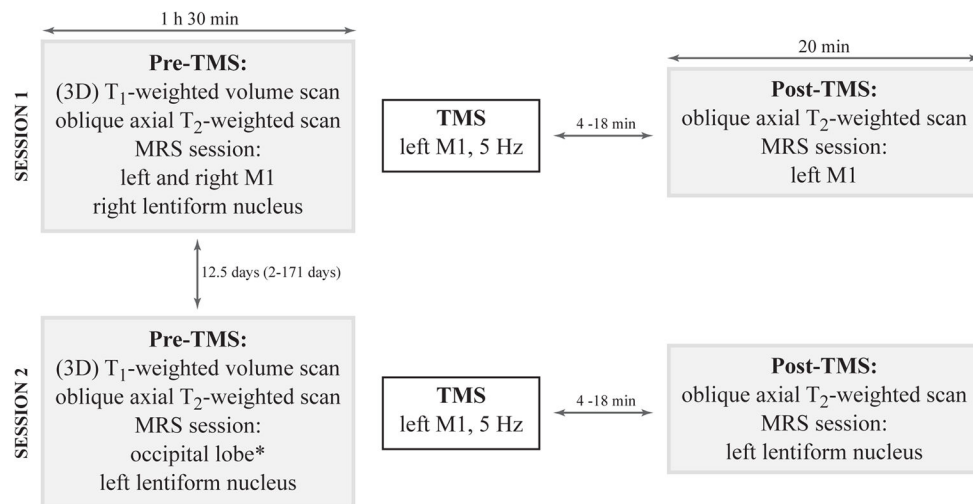 1 h 30 min
SESSION 1
Pre-TMS:
(3D) T₁-weighted volume scan
oblique axial T₂-weighted scan
MRS session:
left and right M1
right lentiform nucleus
TMS
left M1, 5 Hz
4 -18 min
20 min
Post-TMS:
oblique axial T₂-weighted scan
MRS session:
left M1
12.5 days (2-171 days)
SESSION 2
Pre-TMS:
(3D) T₁-weighted volume scan
oblique axial T₂-weighted scan
MRS session:
occipital lobe*
left lentiform nucleus
TMS
left M1, 5 Hz
4 -18 min
Post-TMS:
oblique axial T₂-weighted scan
MRS session:
left lentiform nucleus